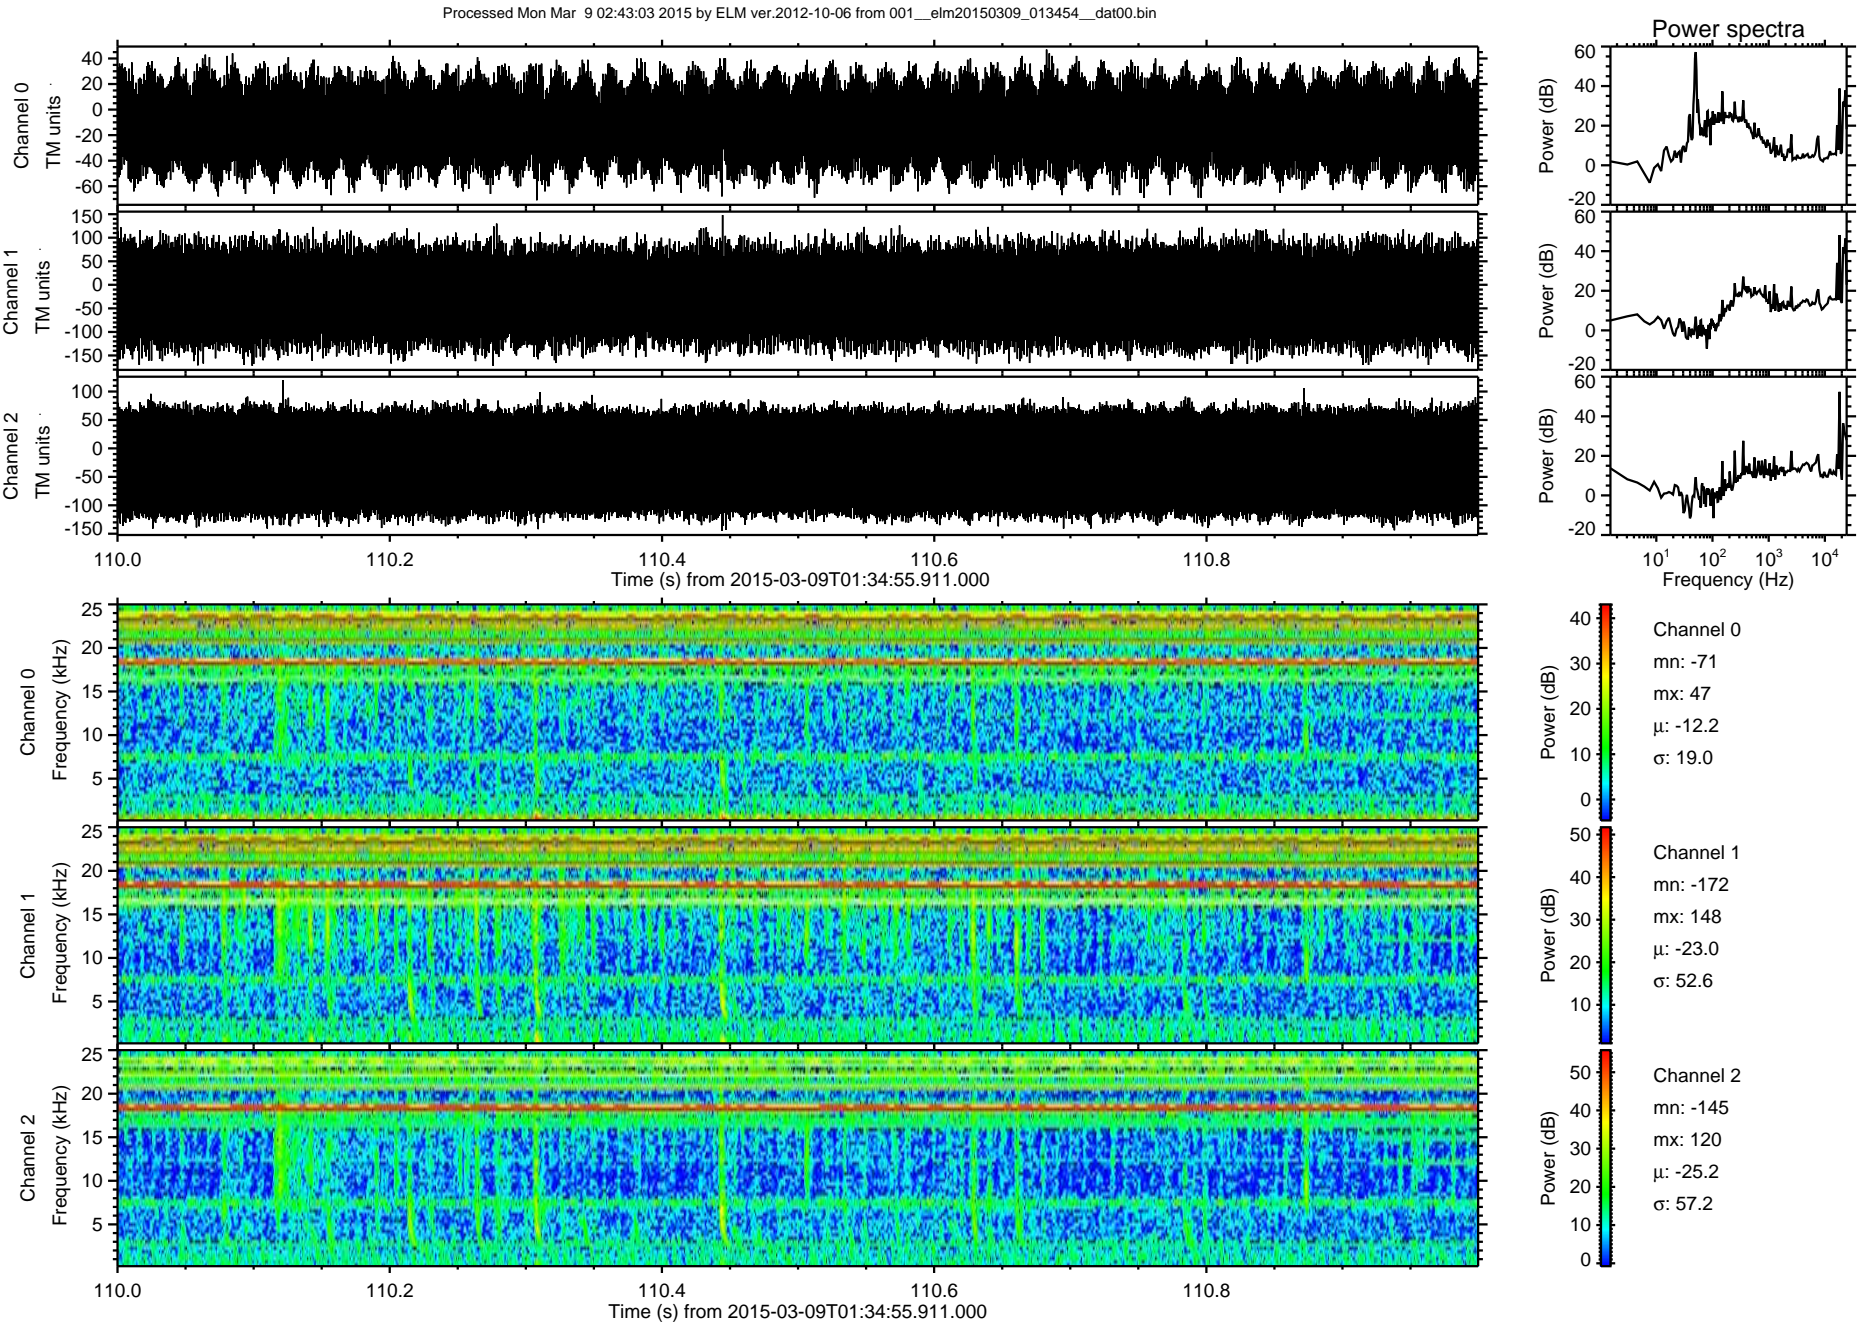 Processed Mon Mar  9 02:43:03 2015 by ELM ver.2012-10-06 from 001__elm20150309_013454__dat00.bin
Power spectra
Channel 0
TM units
40
20
0
-20
-40
-60
Power (dB)
60
40
20
0
-20
Channel 1
TM units
150
100
50
0
-50
-100
-150
Power (dB)
60
40
20
0
-20
Channel 2
TM units
100
50
0
-50
-100
-150
Power (dB)
60
40
20
0
-20
110.0 110.2 110.4 110.6 110.8
Time (s) from 2015-03-09T01:34:55.911.000
10^1 10^2 10^3 10^4
Frequency (Hz)
Channel 0
Frequency (kHz)
25
20
15
10
5
Power (dB)
40
30
20
10
0
Channel 0
mn: -71
mx: 47
μ: -12.2
σ: 19.0
Channel 1
Frequency (kHz)
25
20
15
10
5
Power (dB)
50
40
30
20
10
Channel 1
mn: -172
mx: 148
μ: -23.0
σ: 52.6
Channel 2
Frequency (kHz)
25
20
15
10
5
Power (dB)
50
40
30
20
10
0
Channel 2
mn: -145
mx: 120
μ: -25.2
σ: 57.2
110.0 110.2 110.4 110.6 110.8
Time (s) from 2015-03-09T01:34:55.911.000